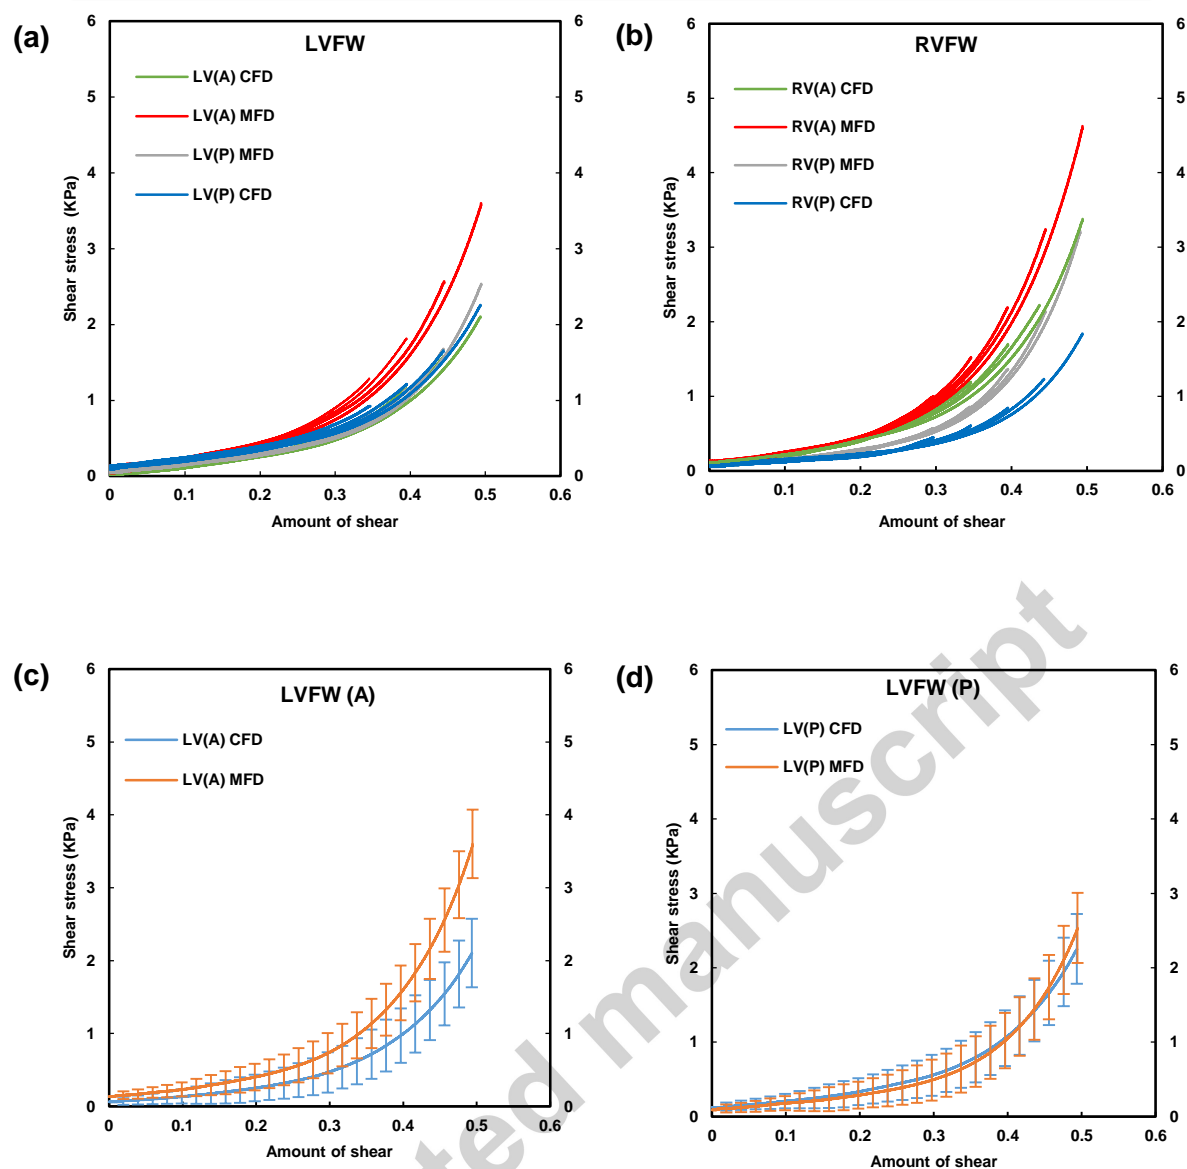 (a)
LVFW
LV(A) CFD
LV(A) MFD
LV(P) MFD
LV(P) CFD
Shear stress (KPa)
6
5
4
3
2
1
0
6
5
4
3
2
1
0
0 0.1 0.2 0.3 0.4 0.5 0.6
Amount of shear
(b)
RVFW
RV(A) CFD
RV(A) MFD
RV(P) MFD
RV(P) CFD
Shear stress (KPa)
6
5
4
3
2
1
0
6
5
4
3
2
1
0
0 0.1 0.2 0.3 0.4 0.5 0.6
Amount of shear
(c)
LVFW (A)
LV(A) CFD
LV(A) MFD
Shear stress (KPa)
6
5
4
3
2
1
0
6
5
4
3
2
1
0
0 0.1 0.2 0.3 0.4 0.5 0.6
Amount of shear
(d)
LVFW (P)
LV(P) CFD
LV(P) MFD
Shear stress (KPa)
6
5
4
3
2
1
0
6
5
4
3
2
1
0
0 0.1 0.2 0.3 0.4 0.5 0.6
Amount of shear
ted manuscript